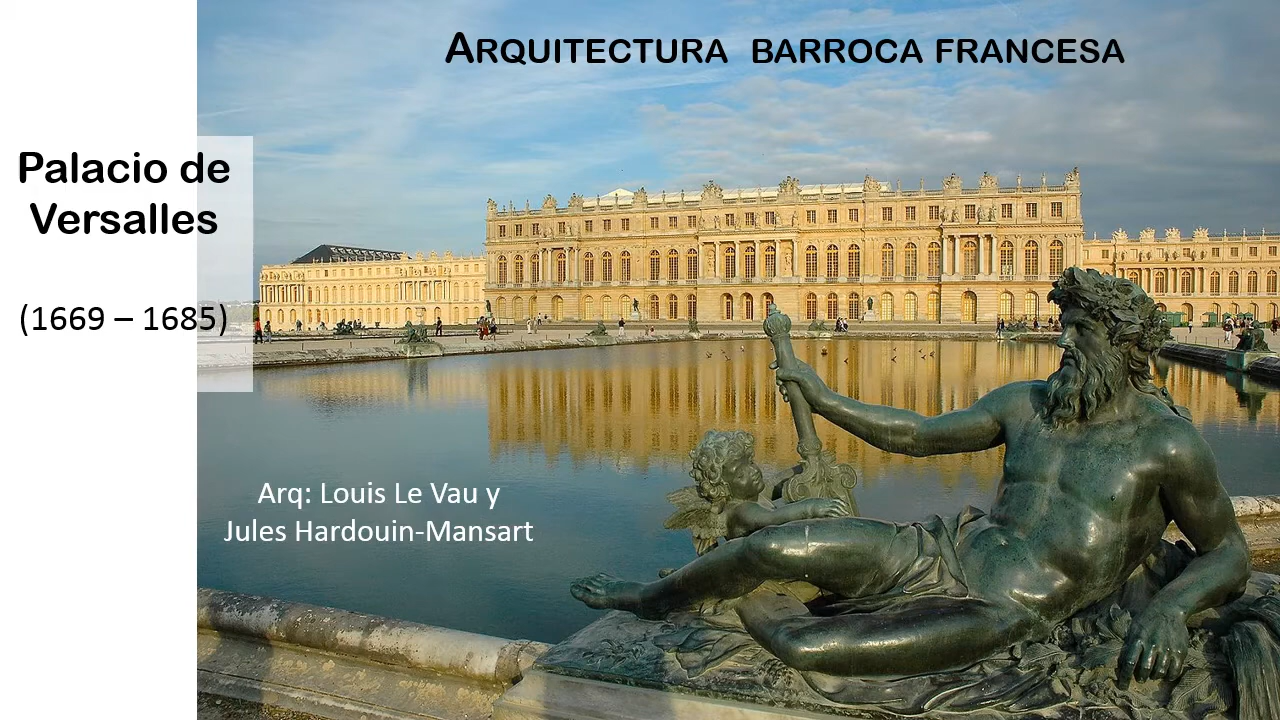 ARQUITECTURA BARROCA FRANCESA
Palacio de
Versalles
(1669 – 1685)
Arq: Louis Le Vau y
Jules Hardouin-Mansart